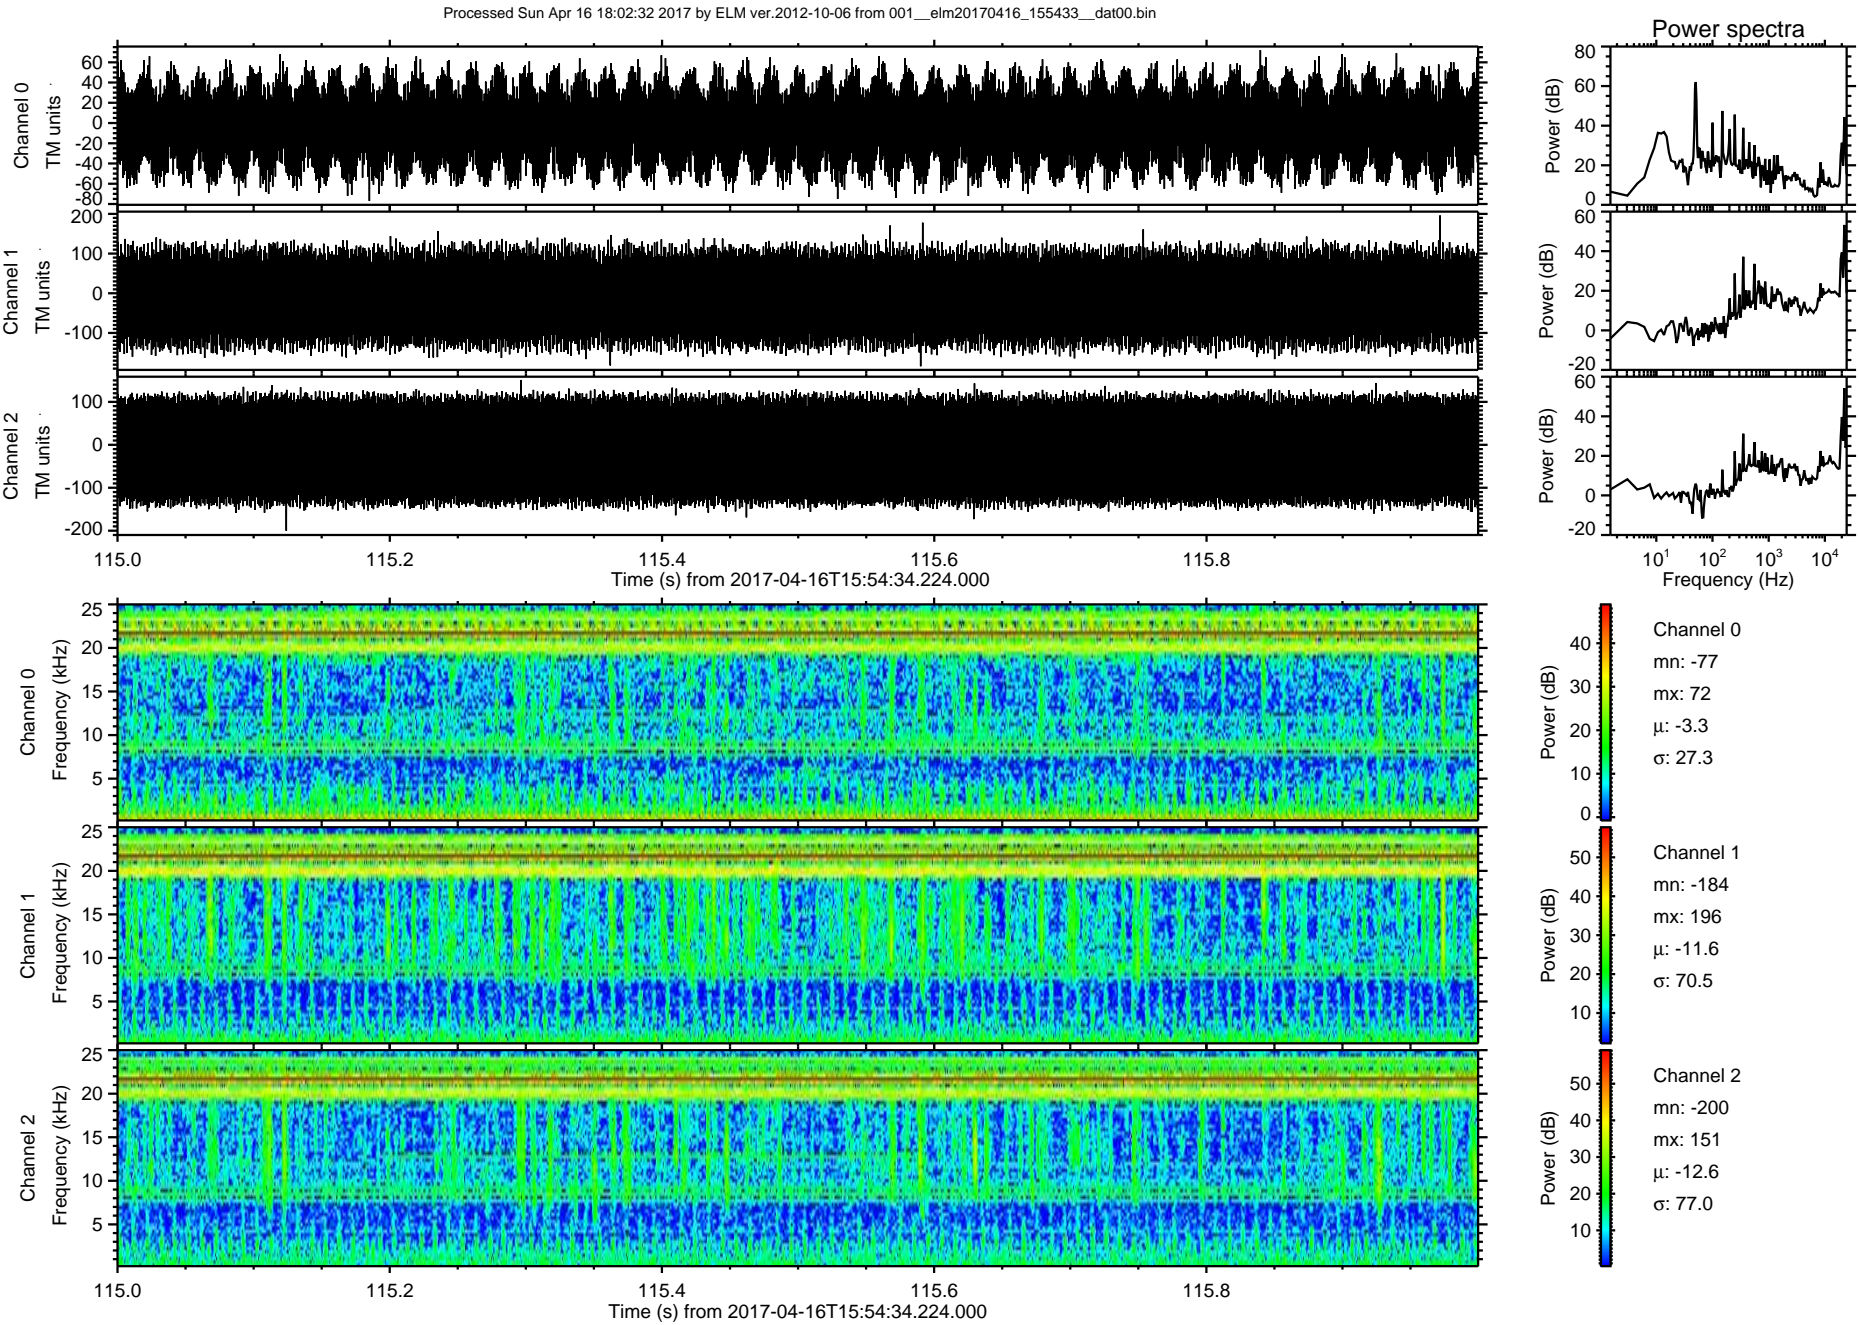 Processed Sun Apr 16 18:02:32 2017 by ELM ver.2012-10-06 from 001__elm20170416_155433__dat00.bin
Power spectra
Channel 0
TM units
60
40
20
0
-20
-40
-60
-80
Power (dB)
80
60
40
20
0
Channel 1
TM units
200
100
0
-100
Power (dB)
60
40
20
0
-20
Channel 2
TM units
100
0
-100
-200
Power (dB)
60
40
20
0
-20
115.0 115.2 115.4 115.6 115.8
Time (s) from 2017-04-16T15:54:34.224.000
10¹ 10² 10³ 10⁴
Frequency (Hz)
Channel 0
Frequency (kHz)
25
20
15
10
5
Power (dB)
40
30
20
10
0
Channel 0
mn: -77
mx: 72
μ: -3.3
σ: 27.3
Channel 1
Frequency (kHz)
25
20
15
10
5
Power (dB)
50
40
30
20
10
Channel 1
mn: -184
mx: 196
μ: -11.6
σ: 70.5
Channel 2
Frequency (kHz)
25
20
15
10
5
Power (dB)
50
40
30
20
10
Channel 2
mn: -200
mx: 151
μ: -12.6
σ: 77.0
115.0 115.2 115.4 115.6 115.8
Time (s) from 2017-04-16T15:54:34.224.000